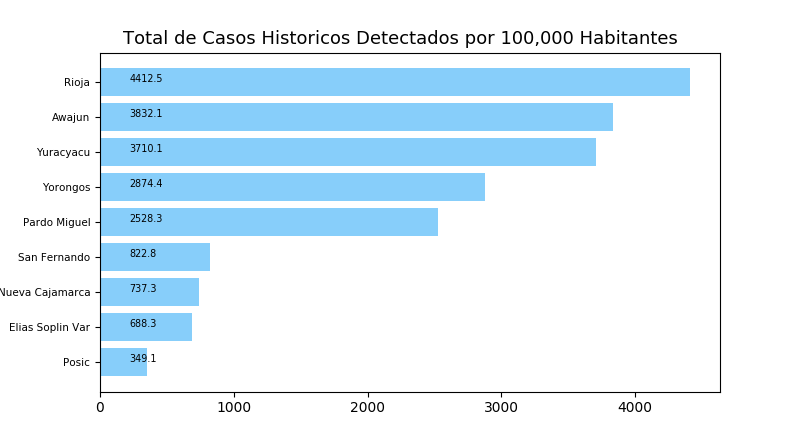 Total de Casos Historicos Detectados por 100,000 Habitantes
Rioja 4412.5
Awajun 3832.1
Yuracyacu 3710.1
Yorongos 2874.4
Pardo Miguel 2528.3
San Fernando 822.8
Nueva Cajamarca 737.3
Elias Soplin Var 688.3
Posic 349.1
0 1000 2000 3000 4000